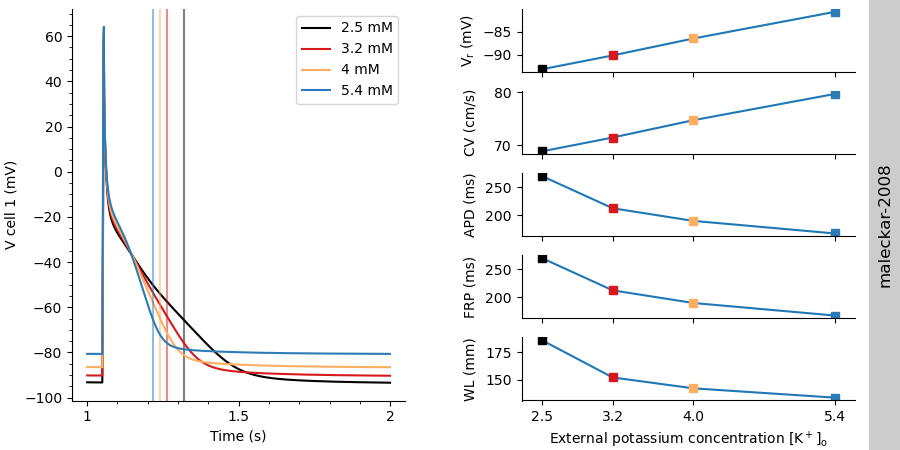 60
40
20
0
−20
−40
−60
−80
−100
V cell 1 (mV)
1
1.5
2
Time (s)
2.5 mM
3.2 mM
4 mM
5.4 mM
Vr (mV)
−85
−90
CV (cm/s)
80
70
APD (ms)
250
200
FRP (ms)
250
200
WL (mm)
175
150
2.5
3.2
4.0
5.4
External potassium concentration [K⁺]ₒ
maleckar-2008